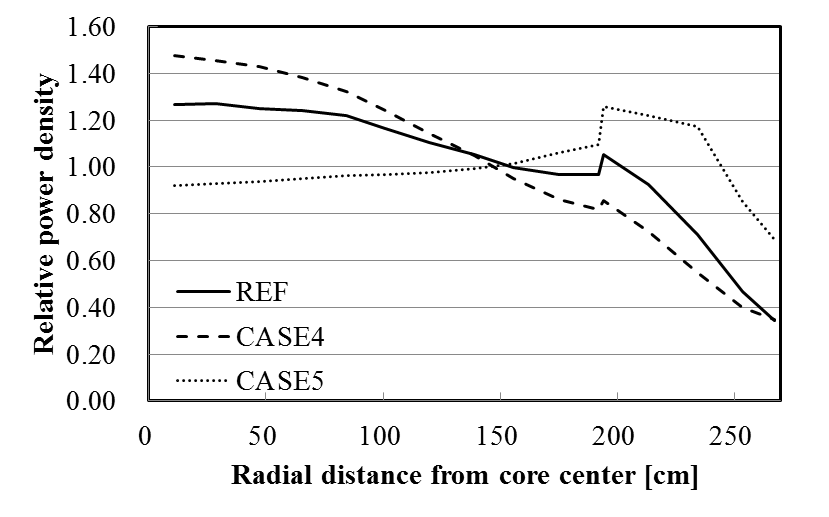 1.60
1.40
1.20
1.00
0.80
0.60
0.40
0.20
0.00
Relative power density
REF
CASE4
CASE5
0 50 100 150 200 250
Radial distance from core center [cm]